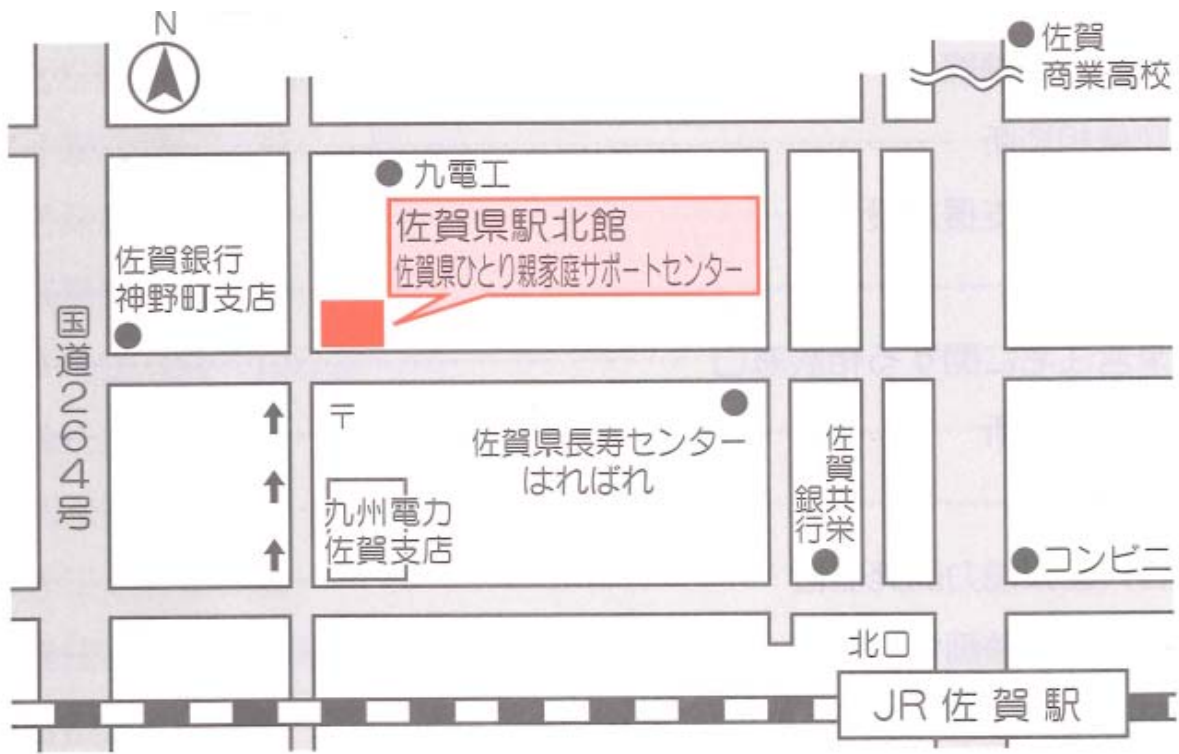 N
佐賀
商業高校
九電工
佐賀県駅北館
佐賀県ひとり親家庭サポートセンター
佐賀銀行
神野町支店
国道264号
〒
佐賀県長寿センター
はればれ
九州電力
佐賀支店
佐賀共栄
銀行
コンビニ
北口
JR佐賀駅